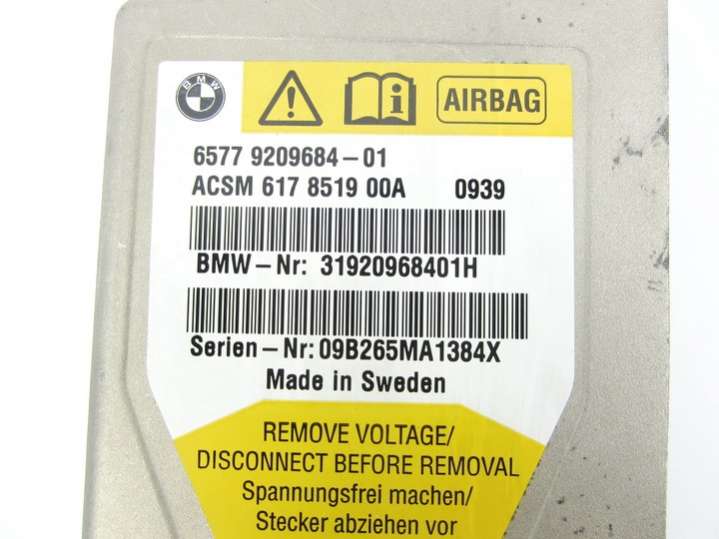 BMW
AIRBAG
6577 9209684-01
ACSM 617 8519 00A 0939
BMW-Nr: 31920968401H
Serien-Nr: 09B265MA1384X
Made in Sweden
REMOVE VOLTAGE/
DISCONNECT BEFORE REMOVAL
Spannungsfrei machen/
Stecker abziehen vor